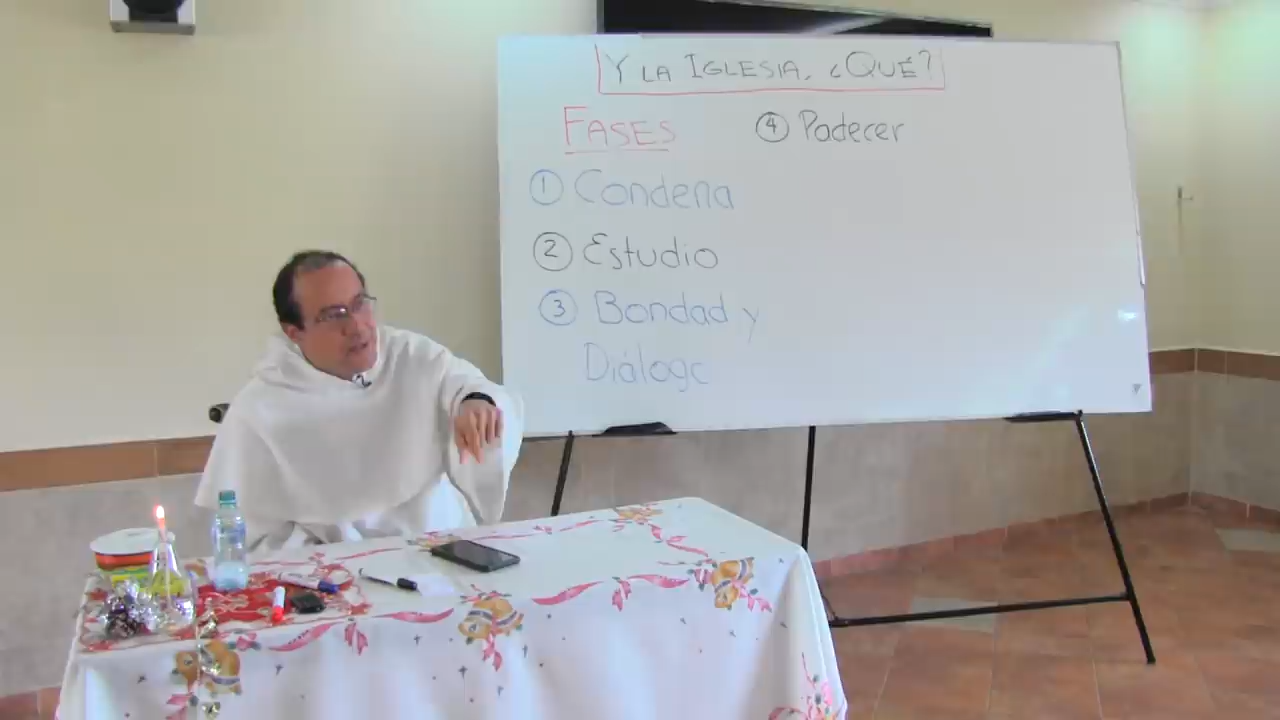 Y LA IGLESIA, ¿QUÉ?
FASES
① Condena
② Estudio
③ Bondad y
Diálogo
④ Padecer